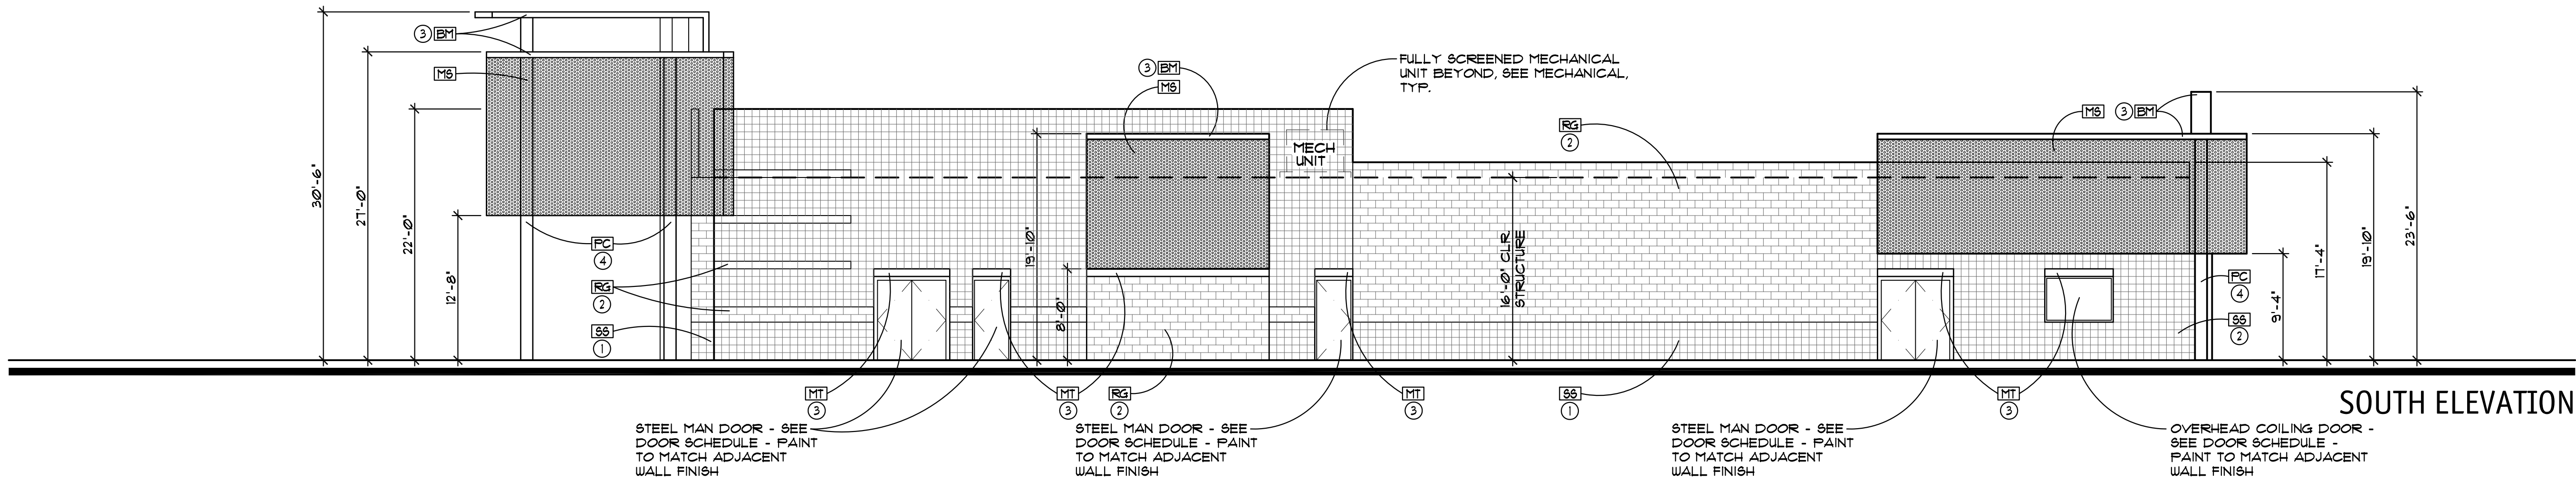 3 BM
MS
30'-6"
27'-0"
22'-0"
12'-8"
PC
4
RG
2
SS
1
3 BM
MS
FULLY SCREENED MECHANICAL
UNIT BEYOND, SEE MECHANICAL,
TYP.
MECH
UNIT
19'-10"
8'-0"
RG
2
16'-0" CLR.
STRUCTURE
MS 3 BM
PC
4
SS
2
9'-4"
17'-4"
19'-10"
23'-6"
MT
3
MT
3
RG
2
MT
3
SS
1
MT
3
SOUTH ELEVATION
STEEL MAN DOOR - SEE
DOOR SCHEDULE - PAINT
TO MATCH ADJACENT
WALL FINISH
STEEL MAN DOOR - SEE
DOOR SCHEDULE - PAINT
TO MATCH ADJACENT
WALL FINISH
STEEL MAN DOOR - SEE
DOOR SCHEDULE - PAINT
TO MATCH ADJACENT
WALL FINISH
OVERHEAD COILING DOOR -
SEE DOOR SCHEDULE -
PAINT TO MATCH ADJACENT
WALL FINISH